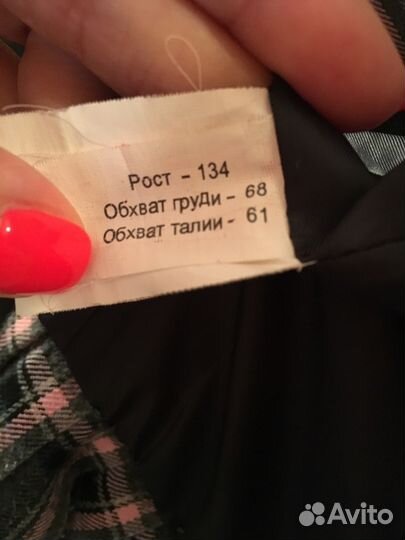 Рост - 134
Обхват груди - 68
Обхват талии - 61
Avito